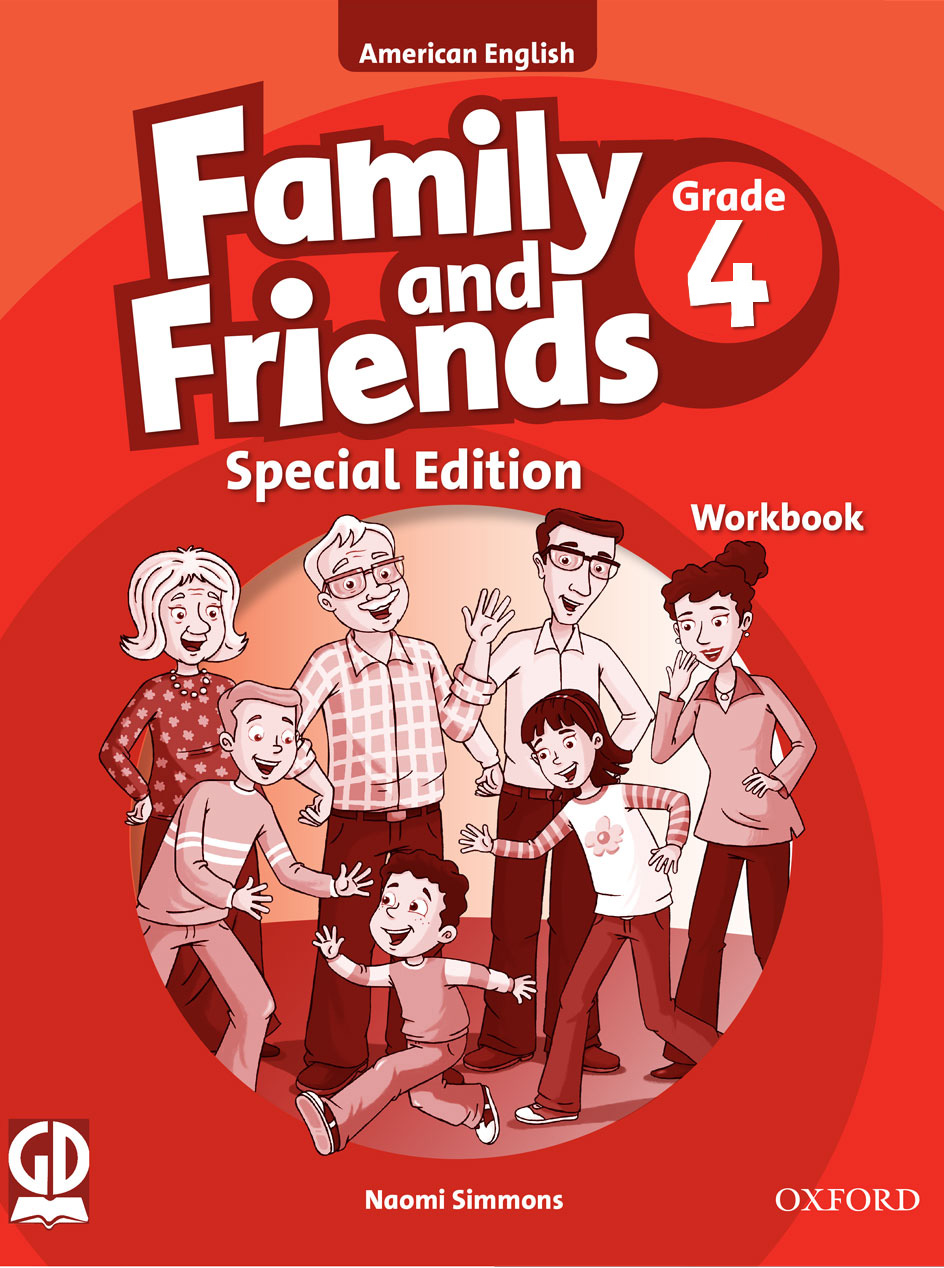 American English
Family
and
Friends
Grade
4
Special Edition
Workbook
GD
Naomi Simmons
OXFORD